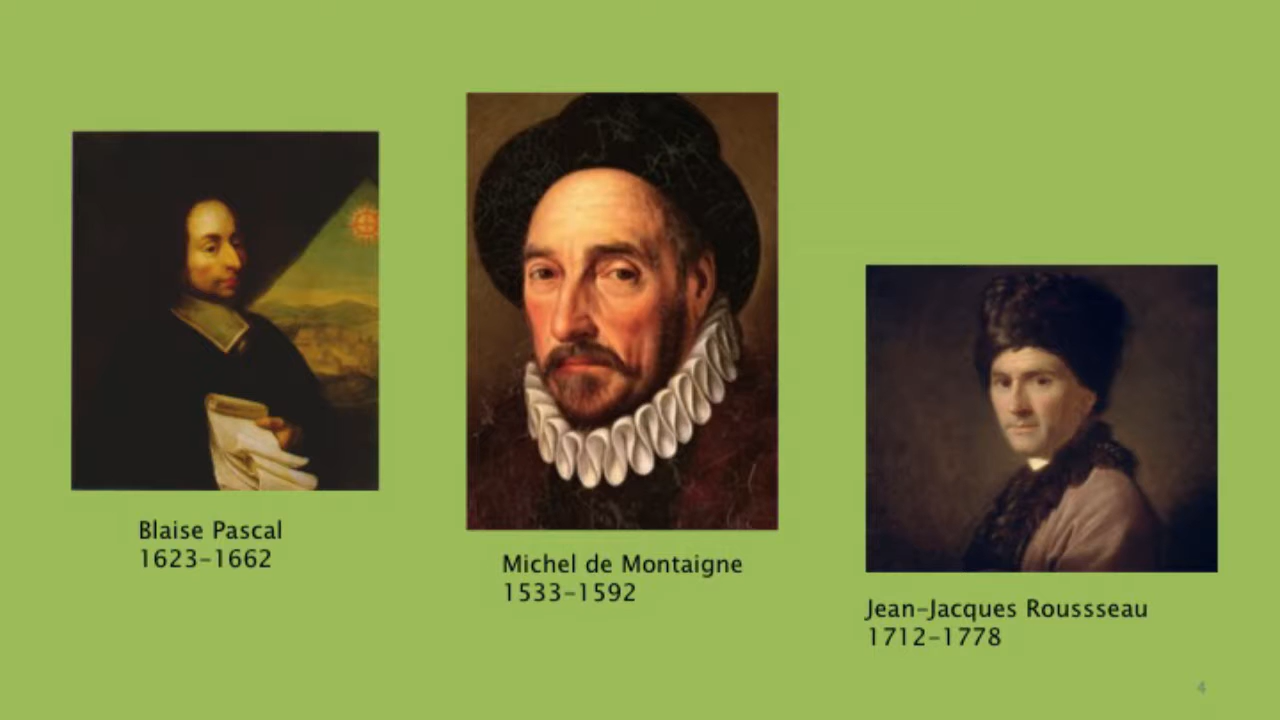 Blaise Pascal
1623-1662
Michel de Montaigne
1533-1592
Jean-Jacques Roussseau
1712-1778
4